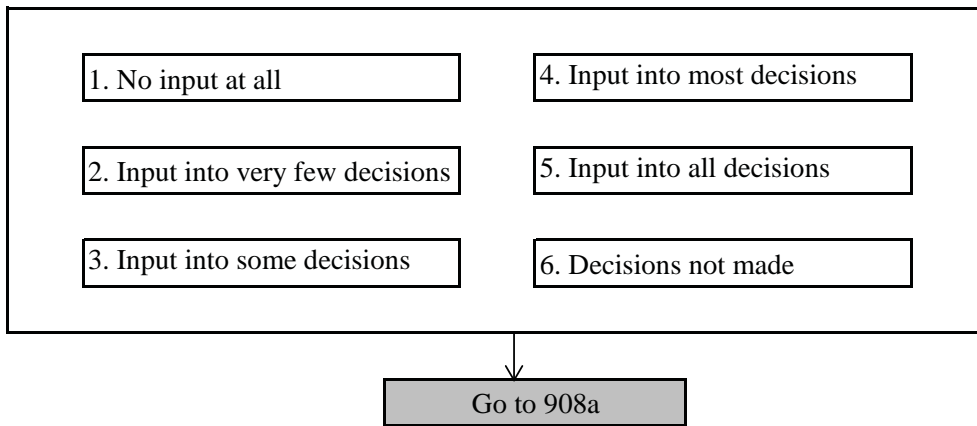 1. No input at all
2. Input into very few decisions
3. Input into some decisions
4. Input into most decisions
5. Input into all decisions
6. Decisions not made
Go to 908a